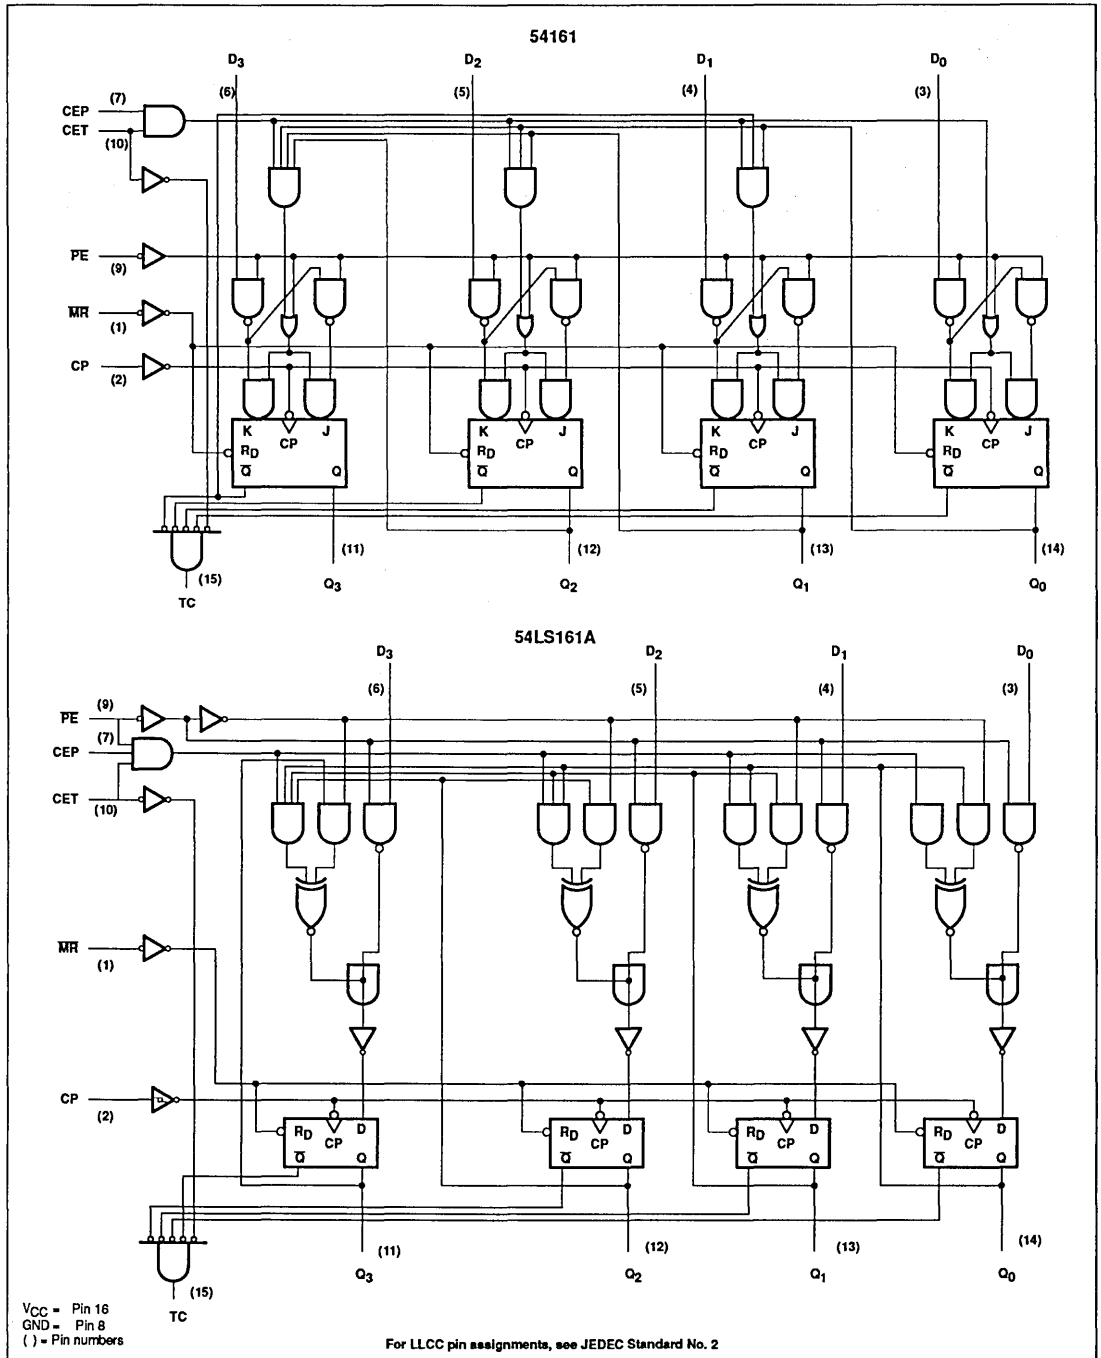 54161
D3 D2 D1 D0
(6) (5) (4) (3)
CEP (7)
CET (10)
P̅E̅ (9)
M̅R̅ (1)
CP (2)
K CP J K CP J K CP J K CP J
RD RD RD RD
Q̅ Q Q̅ Q Q̅ Q Q̅ Q
(11) (12) (13) (14)
(15)
TC
Q3 Q2 Q1 Q0
54LS161A
D3 D2 D1 D0
(6) (5) (4) (3)
P̅E̅ (9)
CEP (7)
CET (10)
M̅R̅ (1)
CP (2)
RD CP D RD CP D RD CP D RD CP D
Q̅ Q Q̅ Q Q̅ Q Q̅ Q
(11) (12) (13) (14)
Q3 Q2 Q1 Q0
(15)
TC
VCC = Pin 16
GND = Pin 8
( ) = Pin numbers
For LLCC pin assignments, see JEDEC Standard No. 2